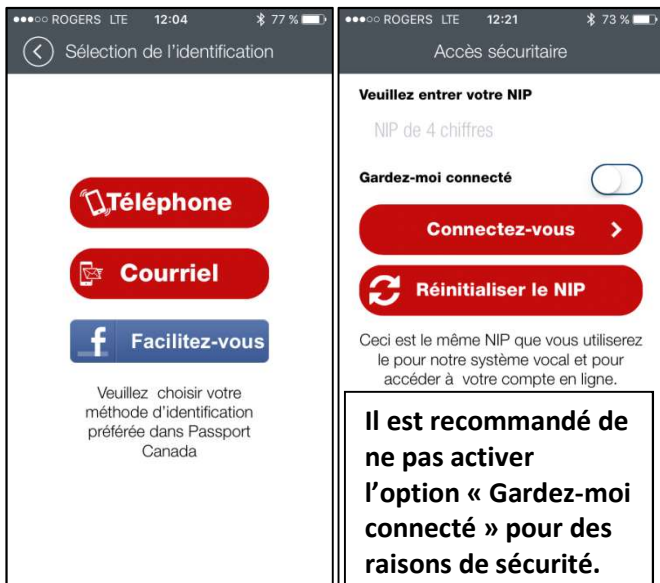 ROGERS LTE 12:04 77 %
Sélection de l'identification
Téléphone
Courriel
f Facilitez-vous
Veuillez choisir votre
méthode d'identification
préférée dans Passport
Canada
ROGERS LTE 12:21 73 %
Accès sécuritaire
Veuillez entrer votre NIP
NIP de 4 chiffres
Gardez-moi connecté
Connectez-vous
Réinitialiser le NIP
Ceci est le même NIP que vous utiliserez
le pour notre système vocal et pour
accéder à votre compte en ligne.
Il est recommandé de
ne pas activer
l'option « Gardez-moi
connecté » pour des
raisons de sécurité.